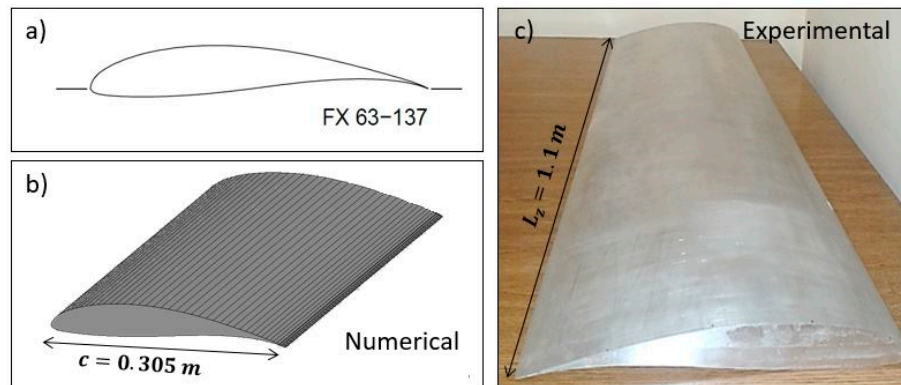 a)
FX 63−137
b)
c = 0.305 m
Numerical
c)
Experimental
L_z = 1.1 m